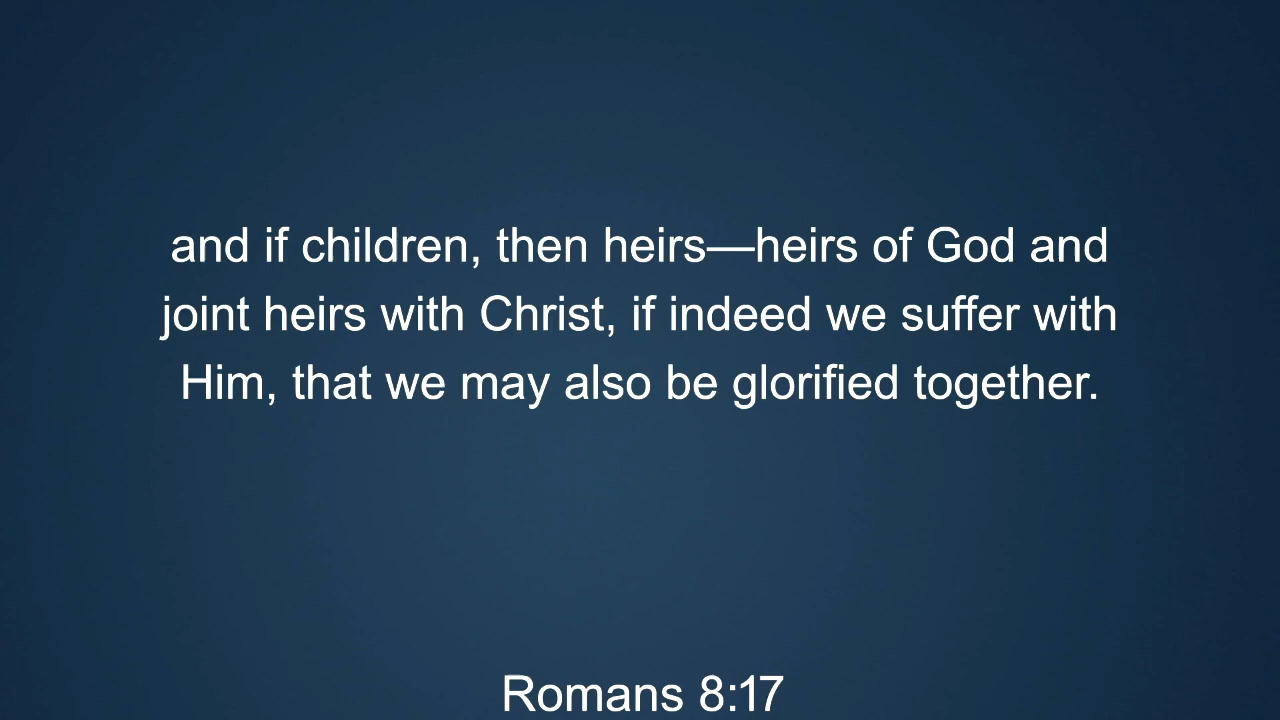 and if children, then heirs—heirs of God and
joint heirs with Christ, if indeed we suffer with
Him, that we may also be glorified together.
Romans 8:17